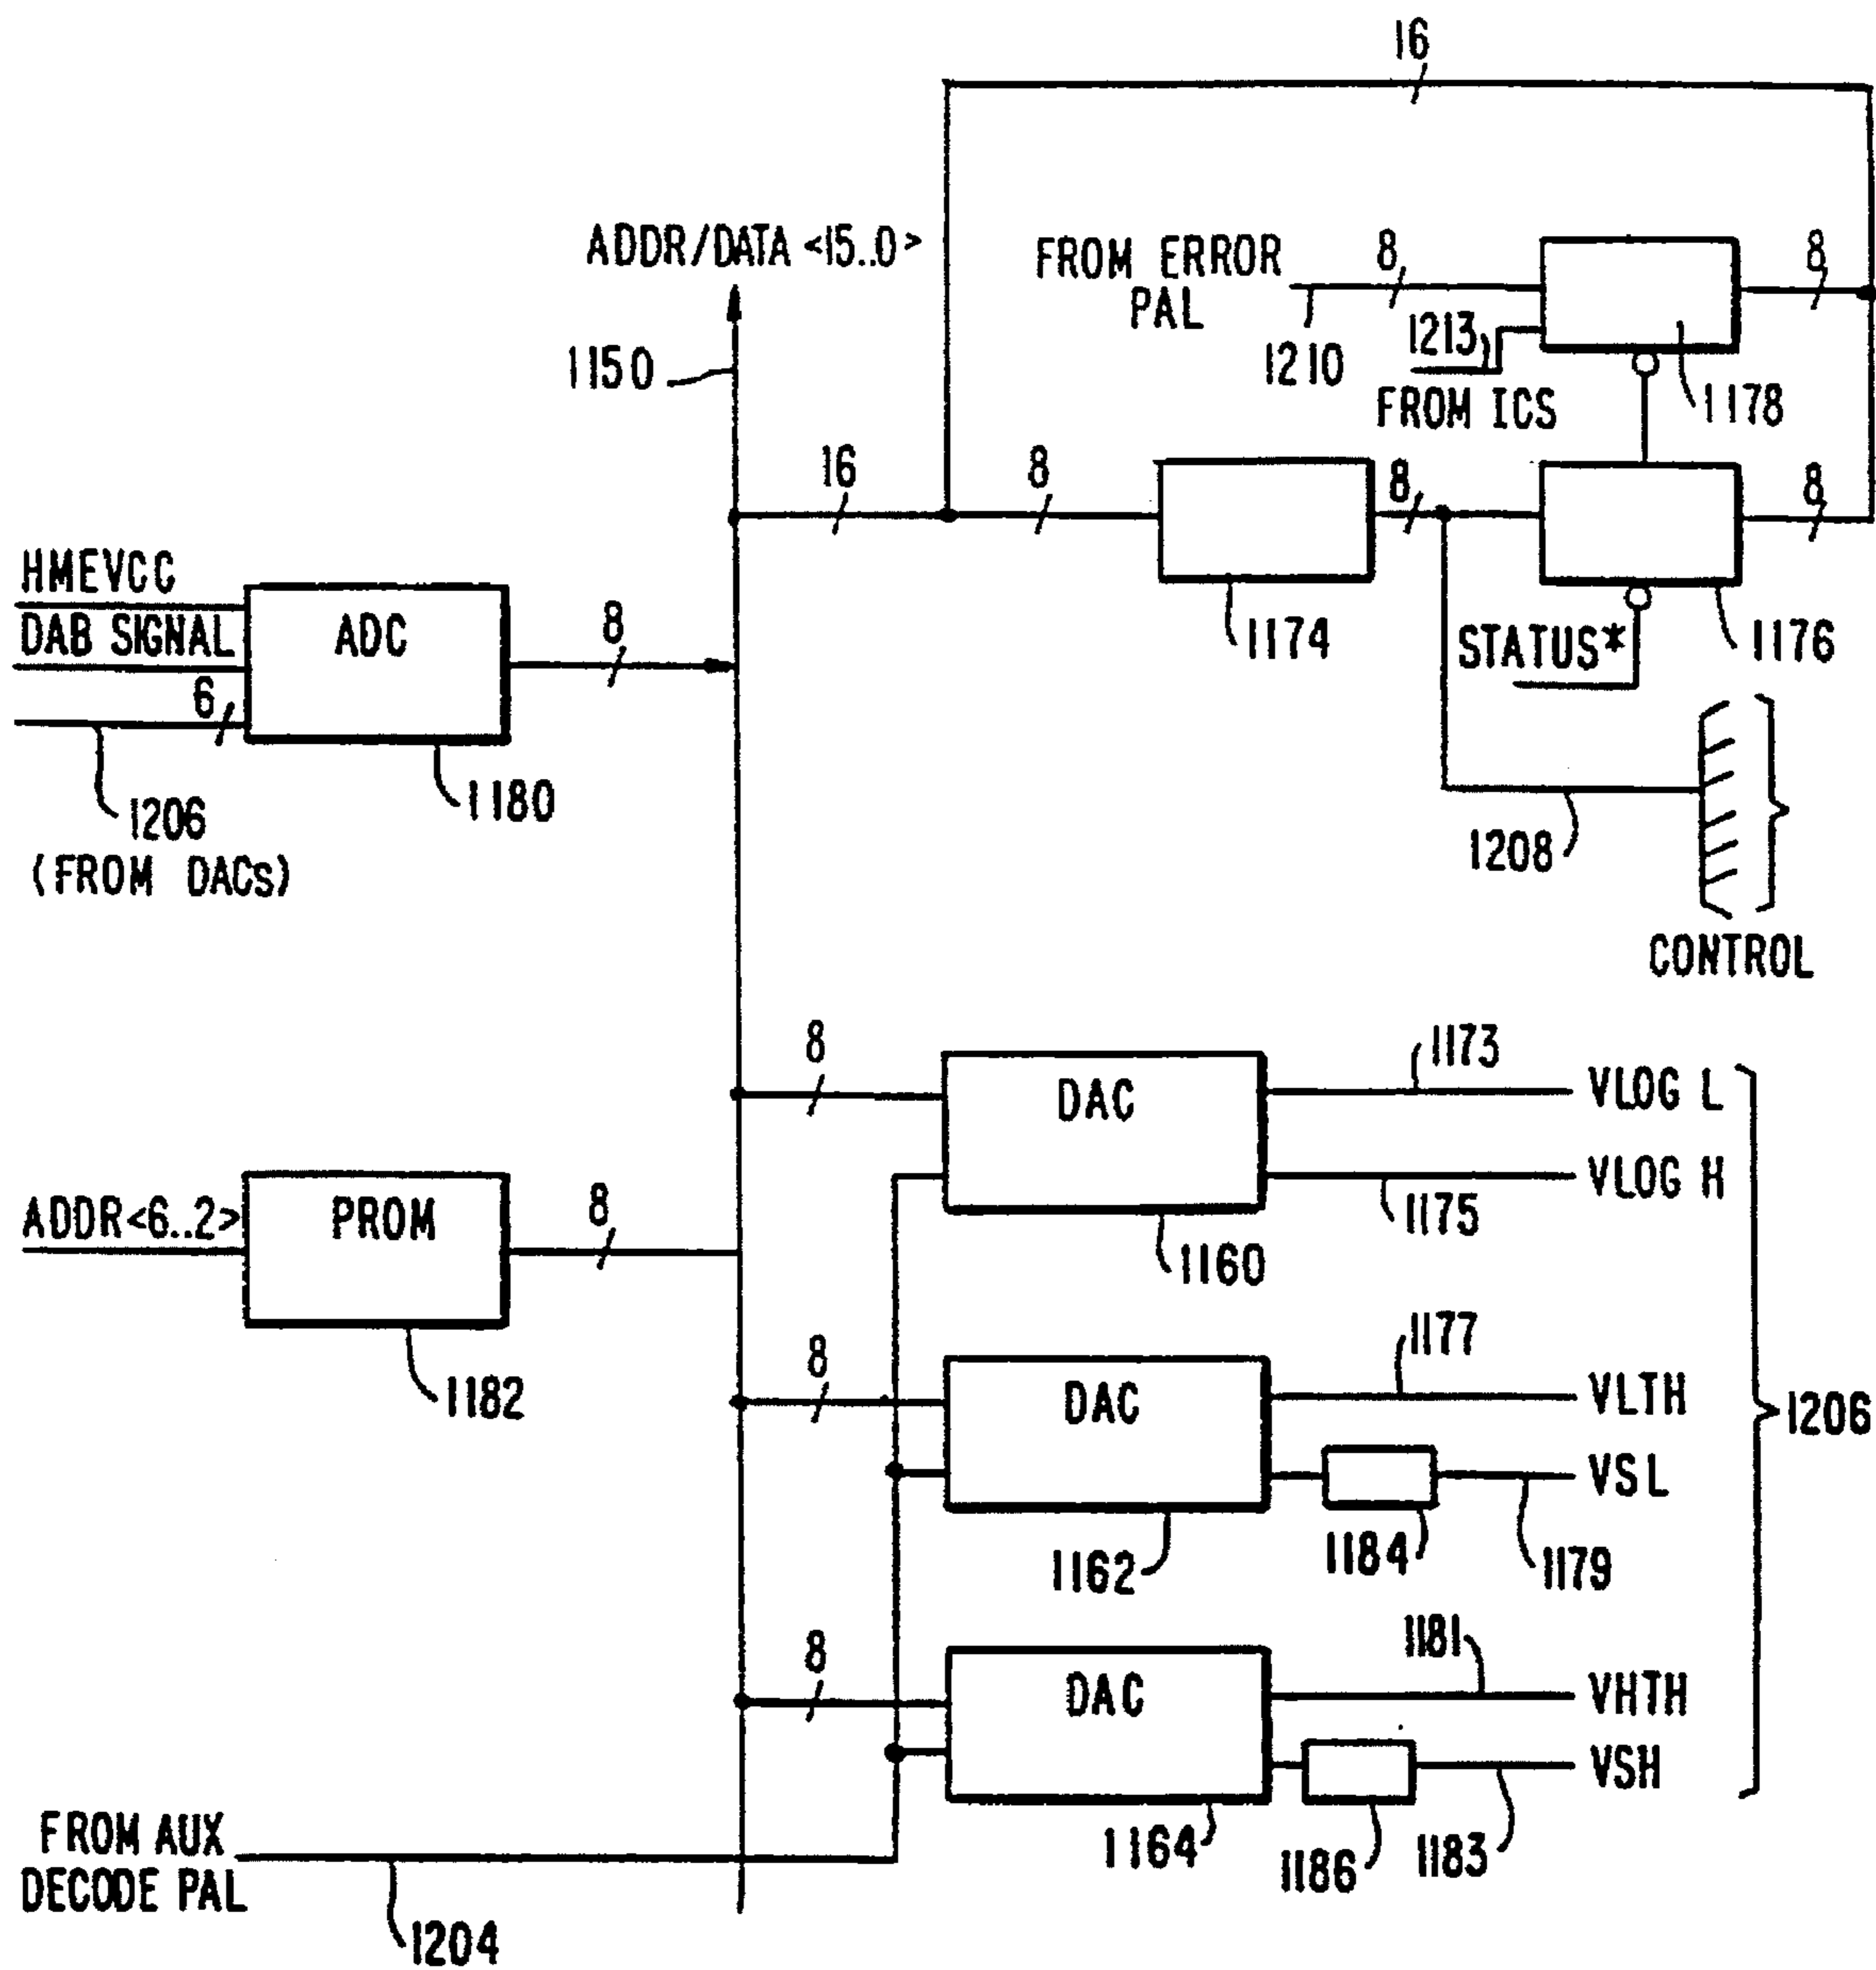 16
ADDR/DATA <15..0>
FROM ERROR
PAL
8
8
1210
1213
FROM ICS
1178
1150
16
8
8
8
1174
STATUS*
1176
HMEVCC
DAB SIGNAL
6
ADC
8
1180
1206
(FROM DACs)
1208
CONTROL
8
DAC
1173
VLOG L
VLOG H
1175
1160
ADDR<6..2>
PROM
8
1182
8
DAC
1177
VLTH
VSL
1162
1184
1179
1206
8
DAC
1181
VHTH
VSH
1164
1186
1183
FROM AUX
DECODE PAL
1204